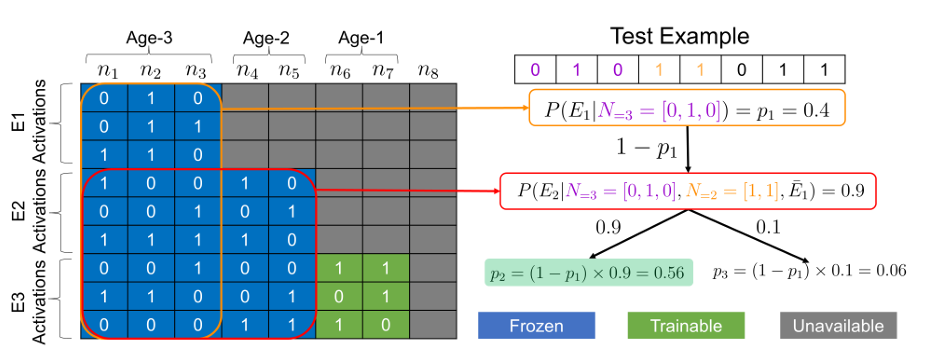 Age-3 Age-2 Age-1
n₁ n₂ n₃ n₄ n₅ n₆ n₇ n₈
E1 Activations
0 1 0
0 1 1
1 1 0
E2 Activations
1 0 0 1 0
0 0 1 0 1
1 1 1 1 0
E3 Activations
0 0 1 0 0 1 1
1 1 0 0 1 0 1
0 0 0 1 1 1 0
Test Example
0 1 0 1 1 0 1 1
P(E₁|N₌₃ = [0, 1, 0]) = p₁ = 0.4
1 − p₁
P(E₂|N₌₃ = [0, 1, 0], N₌₂ = [1, 1], Ē₁) = 0.9
0.9 0.1
p₂ = (1 − p₁) × 0.9 = 0.56 p₃ = (1 − p₁) × 0.1 = 0.06
Frozen Trainable Unavailable